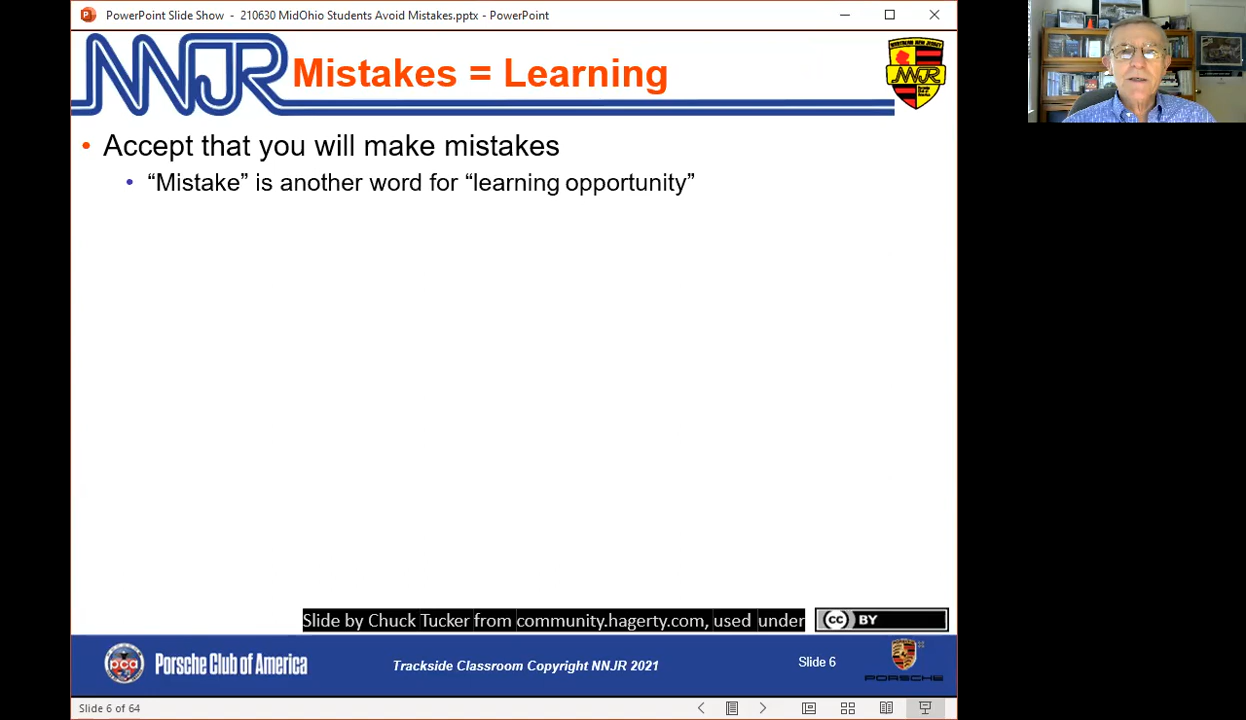 PowerPoint Slide Show - 210630 MidOhio Students Avoid Mistakes.pptx - PowerPoint
NNJR
Mistakes = Learning
NNJR
• Accept that you will make mistakes
• “Mistake” is another word for “learning opportunity”
Slide by Chuck Tucker from community.hagerty.com, used under
cc BY
pca
Porsche Club of America
Trackside Classroom Copyright NNJR 2021
Slide 6
PORSCHE
Slide 6 of 64